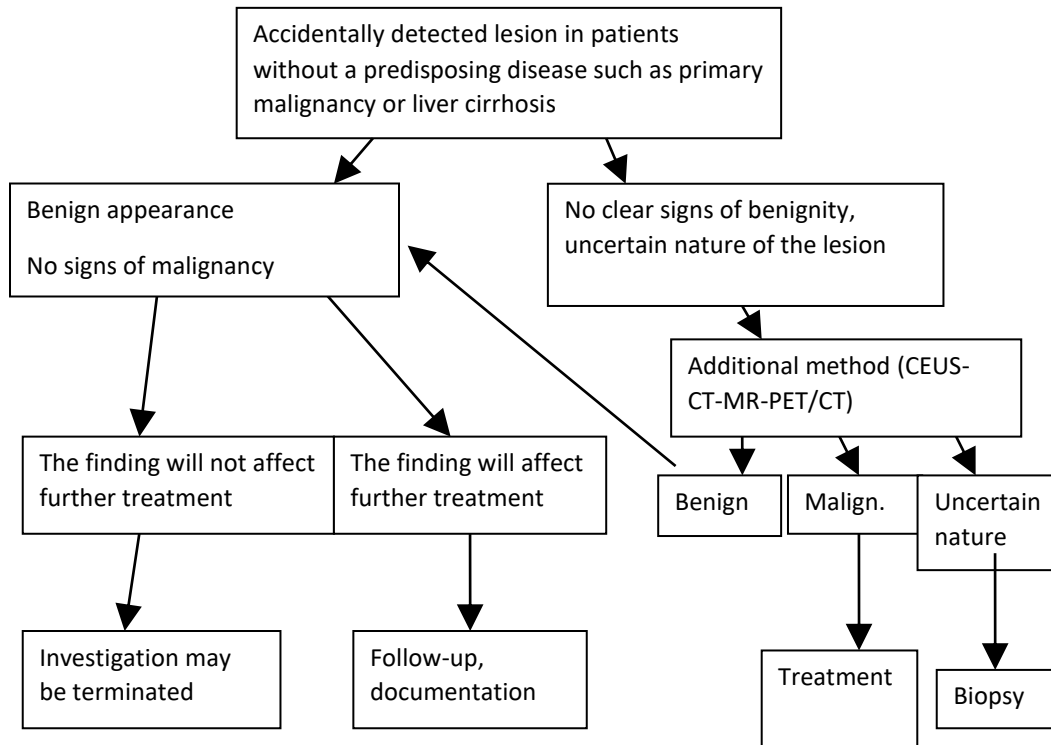 Accidentally detected lesion in patients
without a predisposing disease such as primary
malignancy or liver cirrhosis
Benign appearance
No signs of malignancy
No clear signs of benignity,
uncertain nature of the lesion
Additional method (CEUS-
CT-MR-PET/CT)
The finding will not affect
further treatment
The finding will affect
further treatment
Benign
Malign.
Uncertain
nature
Investigation may
be terminated
Follow-up,
documentation
Treatment
Biopsy